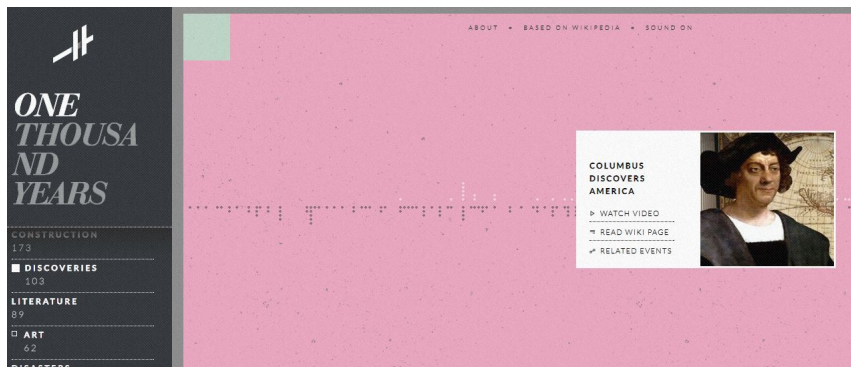 ABOUT • BASED ON WIKIPEDIA • SOUND ON
ONE
THOUSA
ND
YEARS
CONSTRUCTION
173
DISCOVERIES
103
LITERATURE
89
ART
62
DISASTERS
COLUMBUS
DISCOVERS
AMERICA
WATCH VIDEO
READ WIKI PAGE
RELATED EVENTS